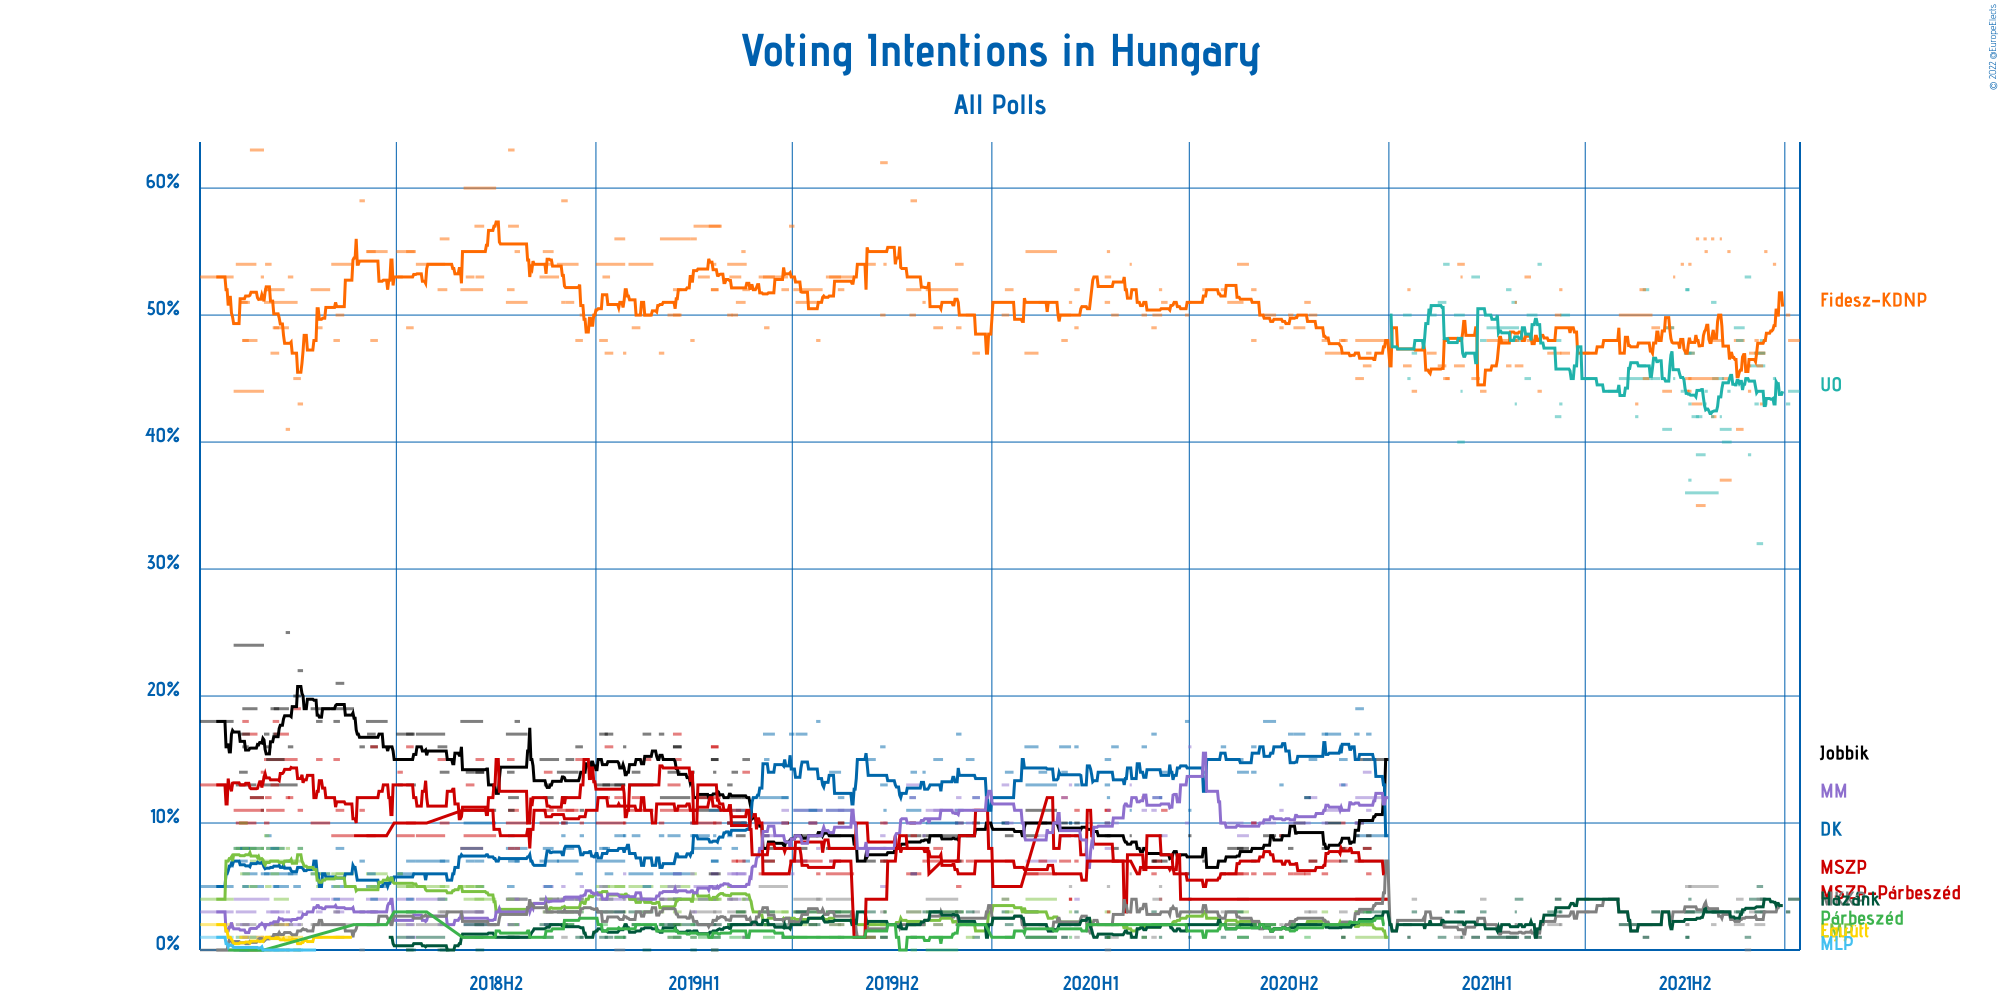 © 2022 @EuropeElects
Voting Intentions in Hungary
All Polls
60%
50%
40%
30%
20%
10%
0%
Fidesz-KDNP
UO
Jobbik
MM
DK
MSZP
MSZP-Párbeszéd
Párbeszéd
MLP
2018H2
2019H1
2019H2
2020H1
2020H2
2021H1
2021H2